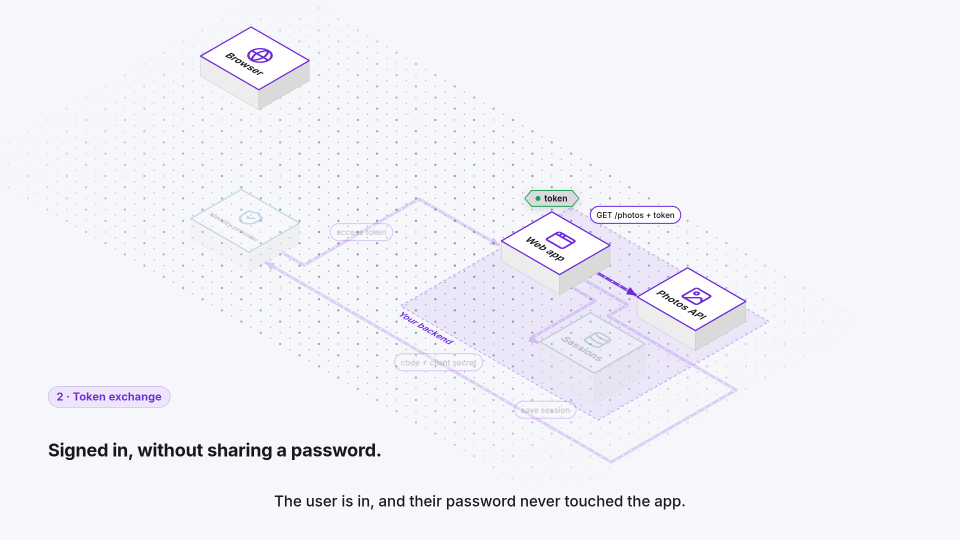 Browser
token
GET /photos + token
Identity provider
access token
Web app
Photos API
Your backend
Sessions
code + client secret
save session
2 · Token exchange
Signed in, without sharing a password.
The user is in, and their password never touched the app.